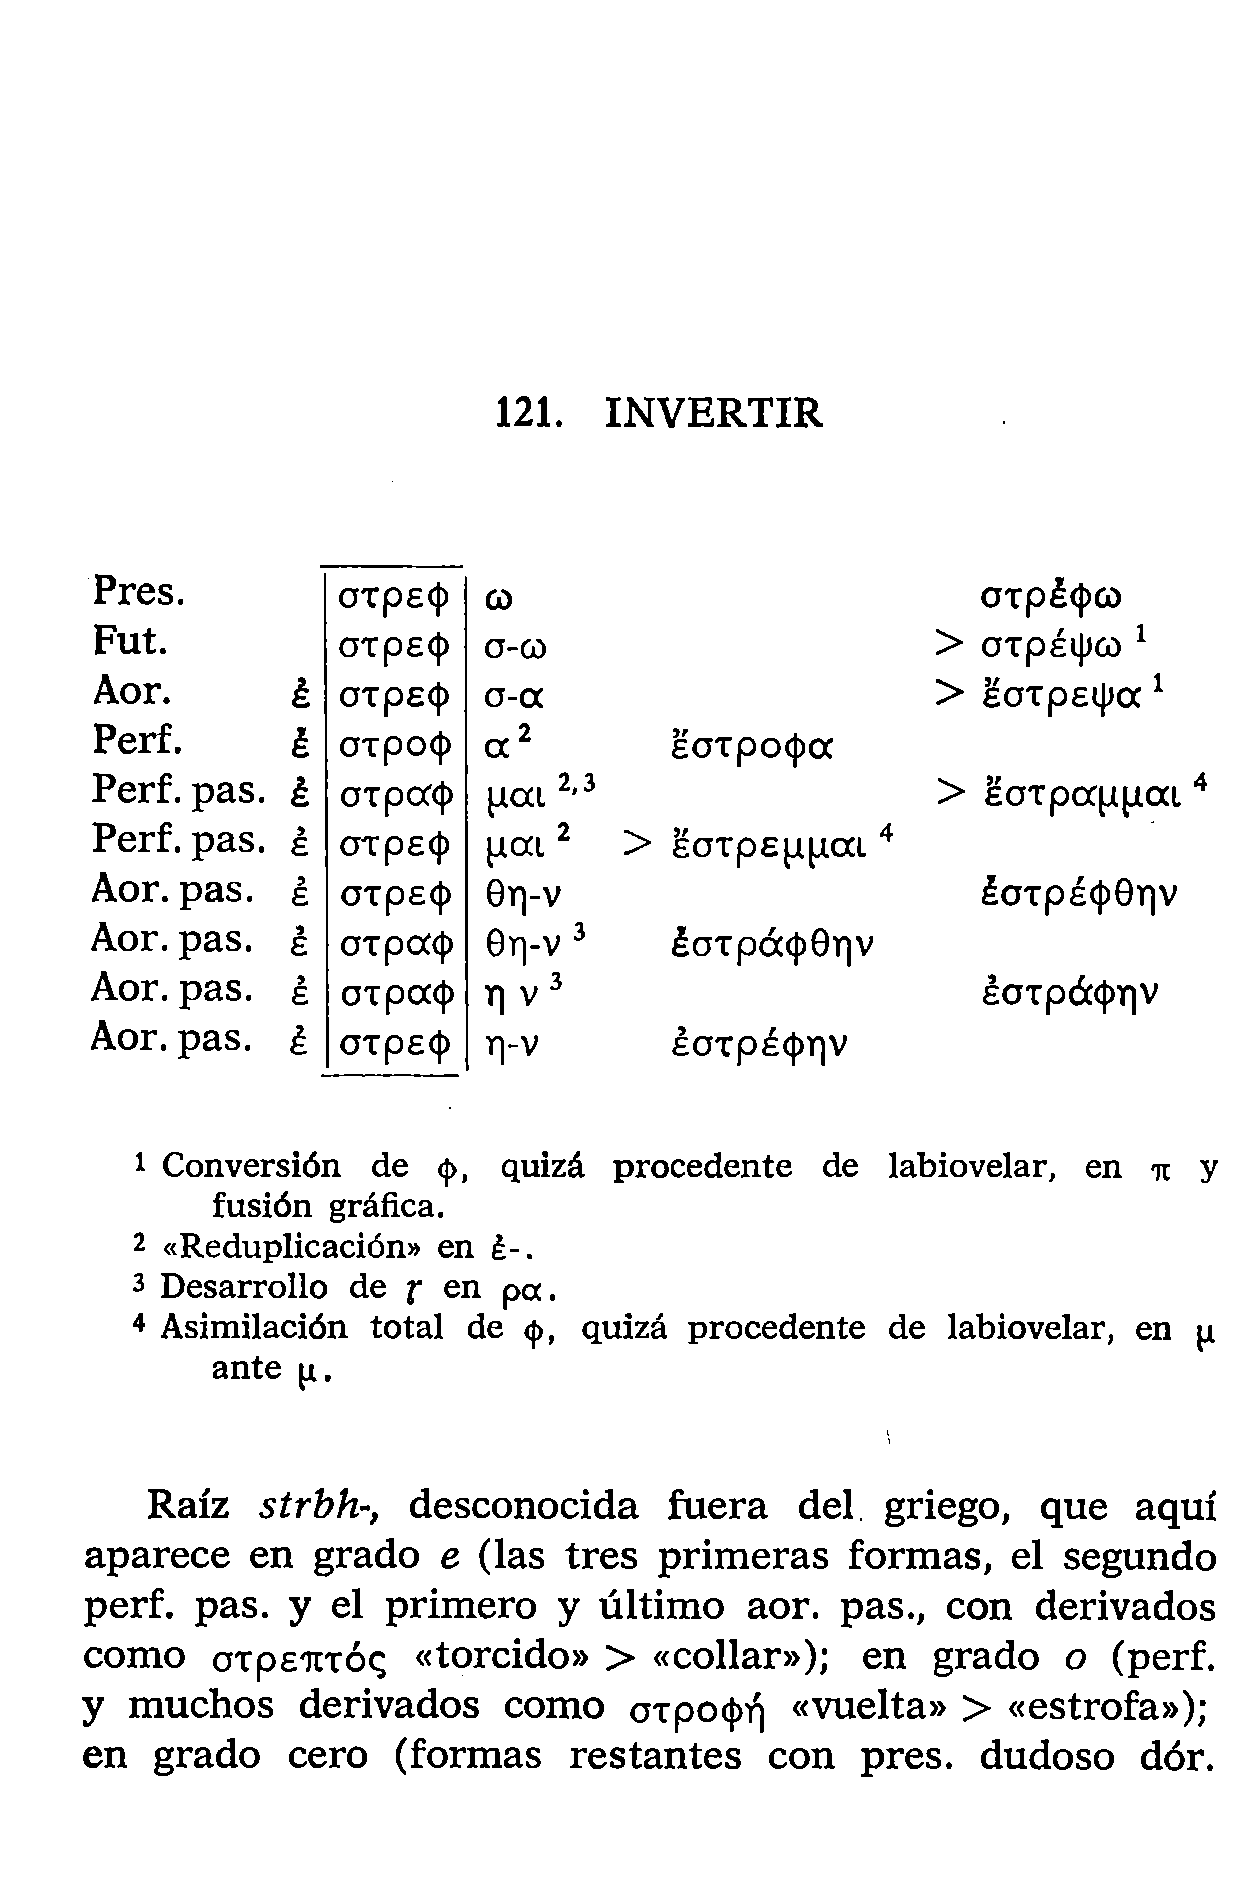 121. INVERTIR
Pres. στρεφ ω στρέφω
Fut. στρεφ σ-ω > στρέψω ¹
Aor. ἐ στρεφ σ-α > ἔστρεψα ¹
Perf. ἐ στροφ α ² ἔστροφα
Perf. pas. ἐ στραφ μαι ²,³ > ἔστραμμαι ⁴
Perf. pas. ἐ στρεφ μαι ² > ἔστρεμμαι ⁴
Aor. pas. ἐ στρεφ θη-ν ἐστρέφθην
Aor. pas. ἐ στραφ θη-ν ³ ἐστράφθην
Aor. pas. ἐ στραφ η ν ³ ἐστράφην
Aor. pas. ἐ στρεφ η-ν ἐστρέφην
¹ Conversión de φ, quizá procedente de labiovelar, en π y
fusión gráfica.
² «Reduplicación» en ἐ-.
³ Desarrollo de r̥ en ρα.
⁴ Asimilación total de φ, quizá procedente de labiovelar, en μ
ante μ.
Raíz strbh-, desconocida fuera del griego, que aquí
aparece en grado e (las tres primeras formas, el segundo
perf. pas. y el primero y último aor. pas., con derivados
como στρεπτός «torcido» > «collar»); en grado o (perf.
y muchos derivados como στροφή «vuelta» > «estrofa»);
en grado cero (formas restantes con pres. dudoso dór.